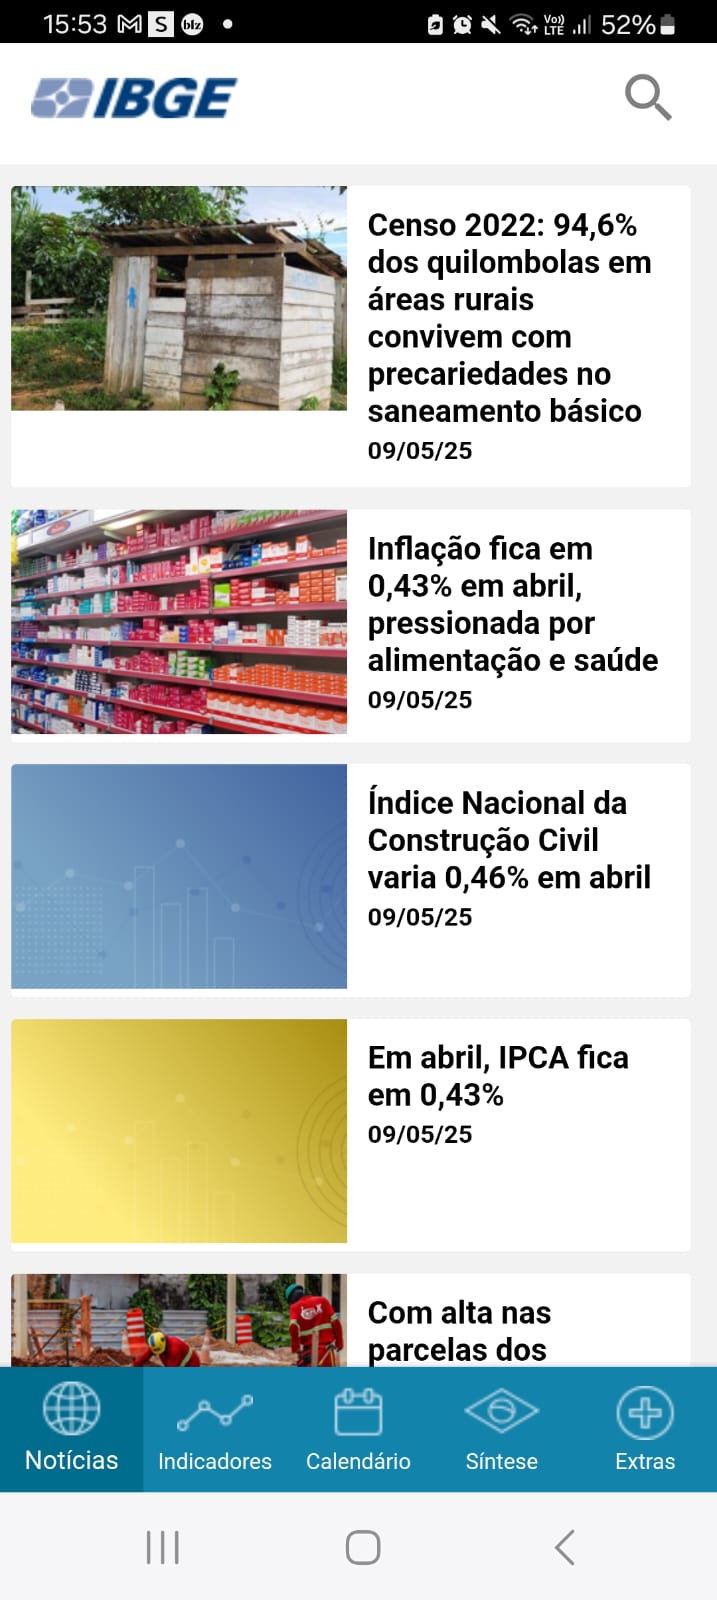 15:53 M S blz 52%
Vo))
LTE
IBGE
Censo 2022: 94,6%
dos quilombolas em
áreas rurais
convivem com
precariedades no
saneamento básico
09/05/25
Inflação fica em
0,43% em abril,
pressionada por
alimentação e saúde
09/05/25
Índice Nacional da
Construção Civil
varia 0,46% em abril
09/05/25
Em abril, IPCA fica
em 0,43%
09/05/25
Com alta nas
parcelas dos
Notícias
Indicadores
Calendário
Síntese
Extras